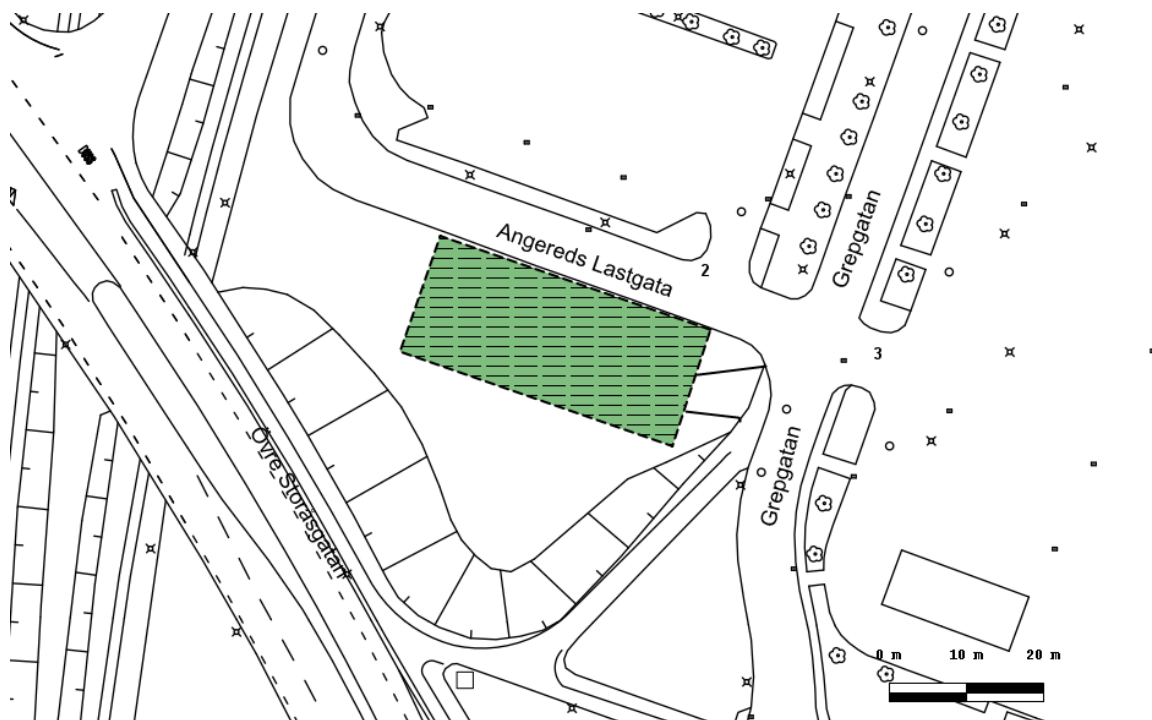 Angereds Lastgata
2
Grepgatan
3
Övre Storåsgatan
Grepgatan
0 m 10 m 20 m